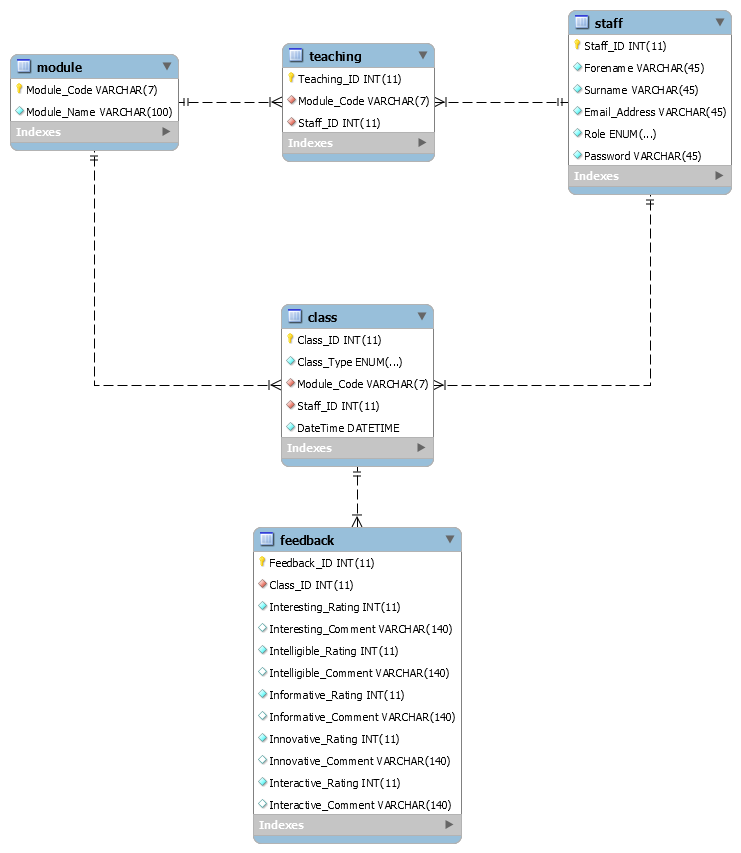 module
Module_Code VARCHAR(7)
Module_Name VARCHAR(100)
Indexes
teaching
Teaching_ID INT(11)
Module_Code VARCHAR(7)
Staff_ID INT(11)
Indexes
staff
Staff_ID INT(11)
Forename VARCHAR(45)
Surname VARCHAR(45)
Email_Address VARCHAR(45)
Role ENUM(...)
Password VARCHAR(45)
Indexes
class
Class_ID INT(11)
Class_Type ENUM(...)
Module_Code VARCHAR(7)
Staff_ID INT(11)
DateTime DATETIME
Indexes
feedback
Feedback_ID INT(11)
Class_ID INT(11)
Interesting_Rating INT(11)
Interesting_Comment VARCHAR(140)
Intelligible_Rating INT(11)
Intelligible_Comment VARCHAR(140)
Informative_Rating INT(11)
Informative_Comment VARCHAR(140)
Innovative_Rating INT(11)
Innovative_Comment VARCHAR(140)
Interactive_Rating INT(11)
Interactive_Comment VARCHAR(140)
Indexes